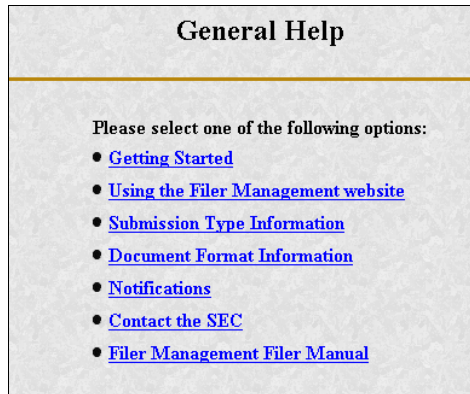 General Help
Please select one of the following options:
Getting Started
Using the Filer Management website
Submission Type Information
Document Format Information
Notifications
Contact the SEC
Filer Management Filer Manual